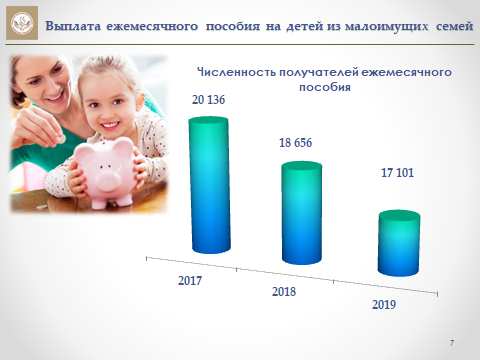 Выплата ежемесячного пособия на детей из малоимущих семей
Численность получателей ежемесячного
пособия
20 136
18 656
17 101
2017
2018
2019
7